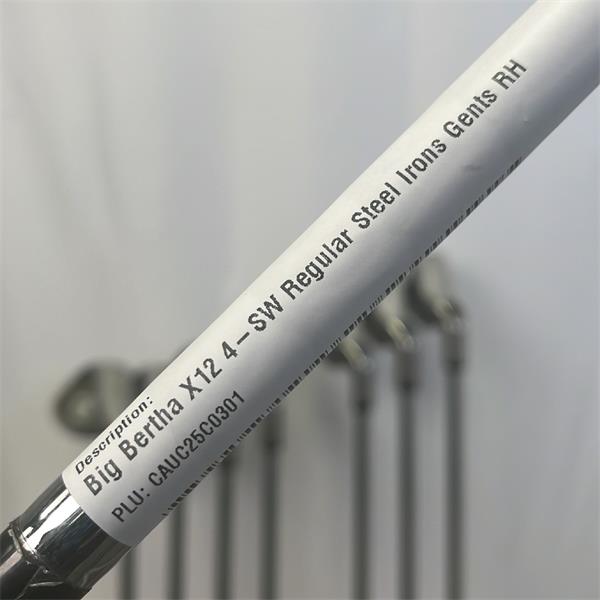 Description:
Big Bertha X12 4-SW Regular Steel Irons Gents RH
PLU: CAUC25C0301